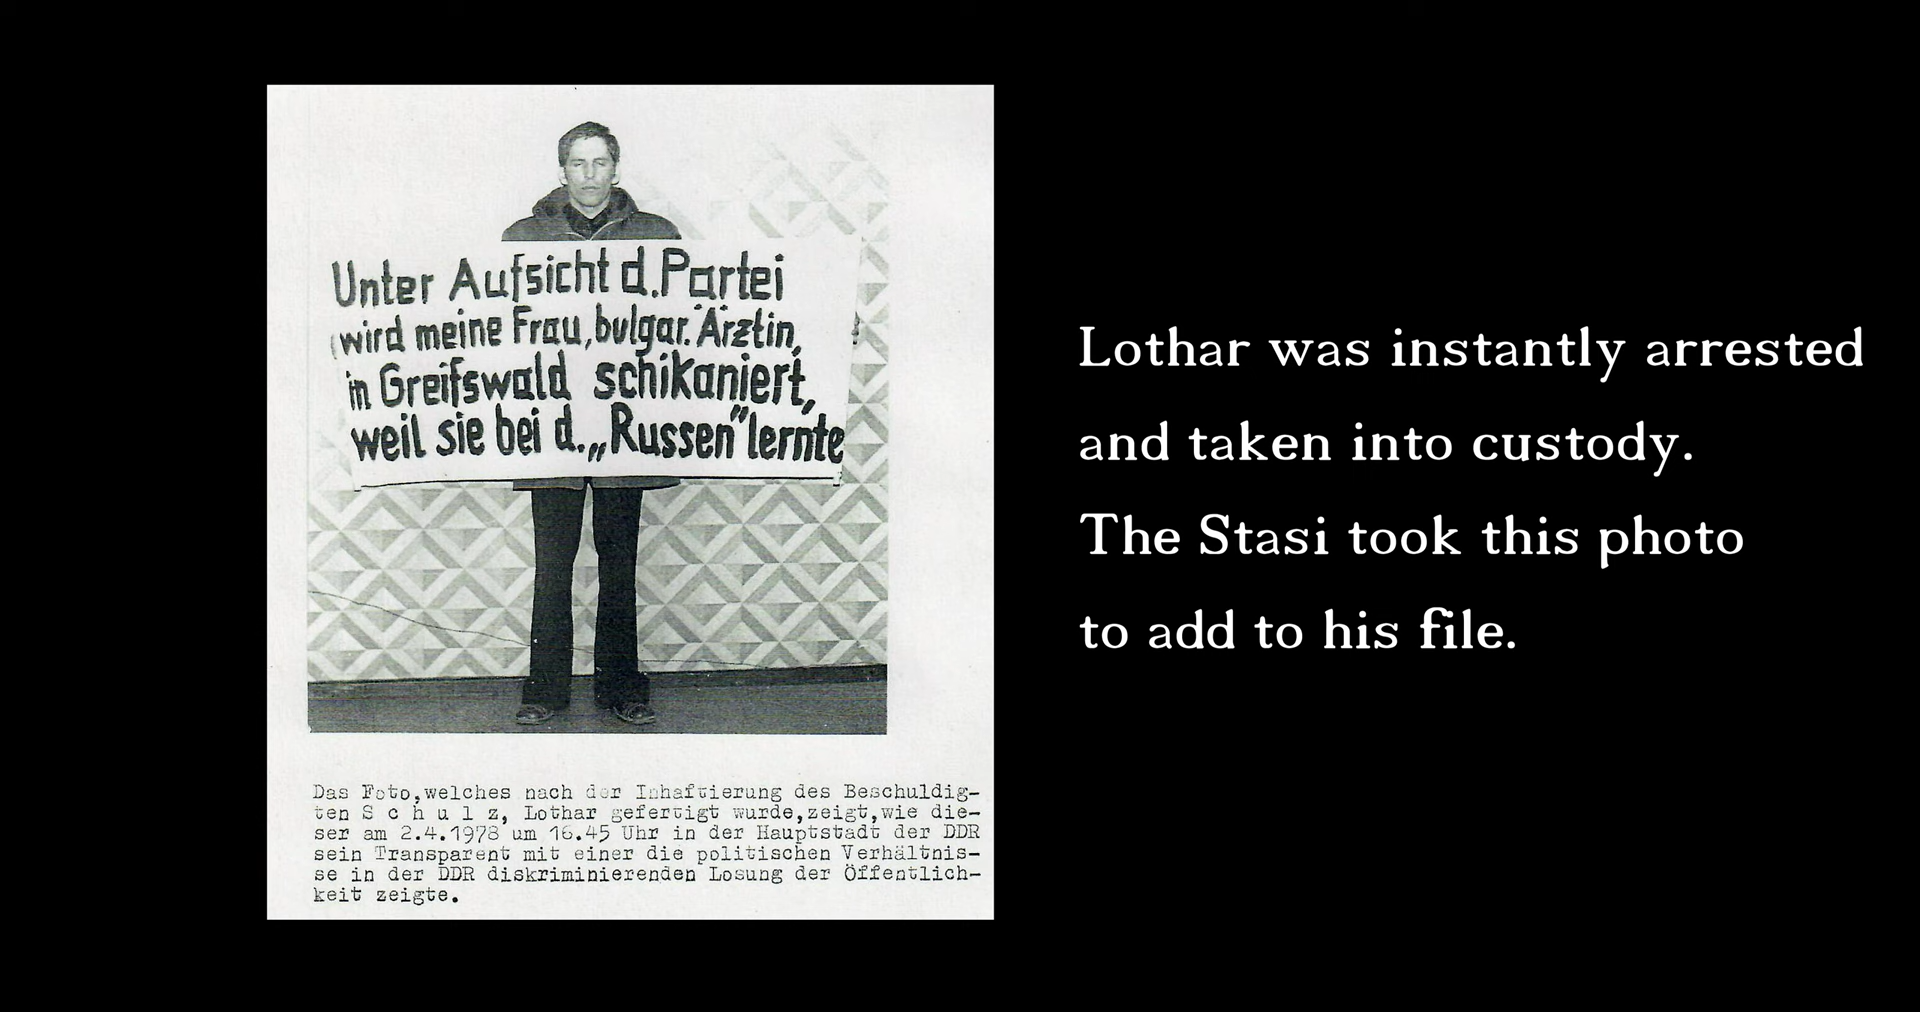 Unter Aufsicht d. Partei
wird meine Frau, bulgar. Ärztin,
in Greifswald schikaniert,
weil sie bei d. „Russen" lernte
Das Foto,welches nach der Inhaftierung des Beschuldig-
ten S c h u l z, Lothar gefertigt wurde,zeigt,wie die-
ser am 2.4.1978 um 16.45 Uhr in der Hauptstadt der DDR
sein Transparent mit einer die politischen Verhältnis-
se in der DDR diskriminierenden Losung der Öffentlich-
keit zeigte.
Lothar was instantly arrested
and taken into custody.
The Stasi took this photo
to add to his file.